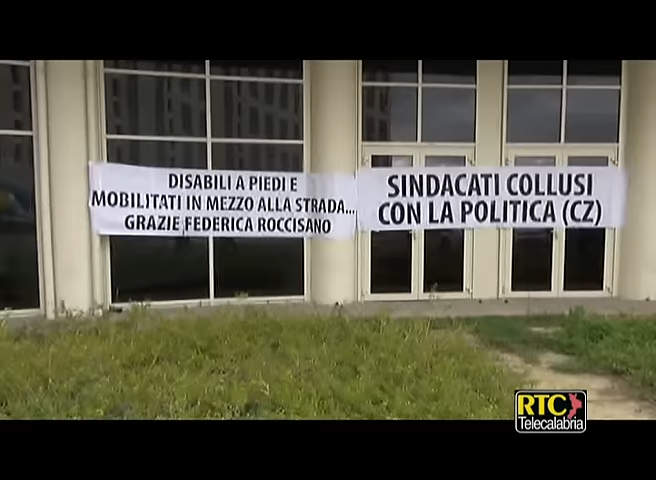 DISABILI A PIEDI E
MOBILITATI IN MEZZO ALLA STRADA...
GRAZIE FEDERICA ROCCISANO
SINDACATI COLLUSI
CON LA POLITICA (CZ)
RTC
Telecalabria